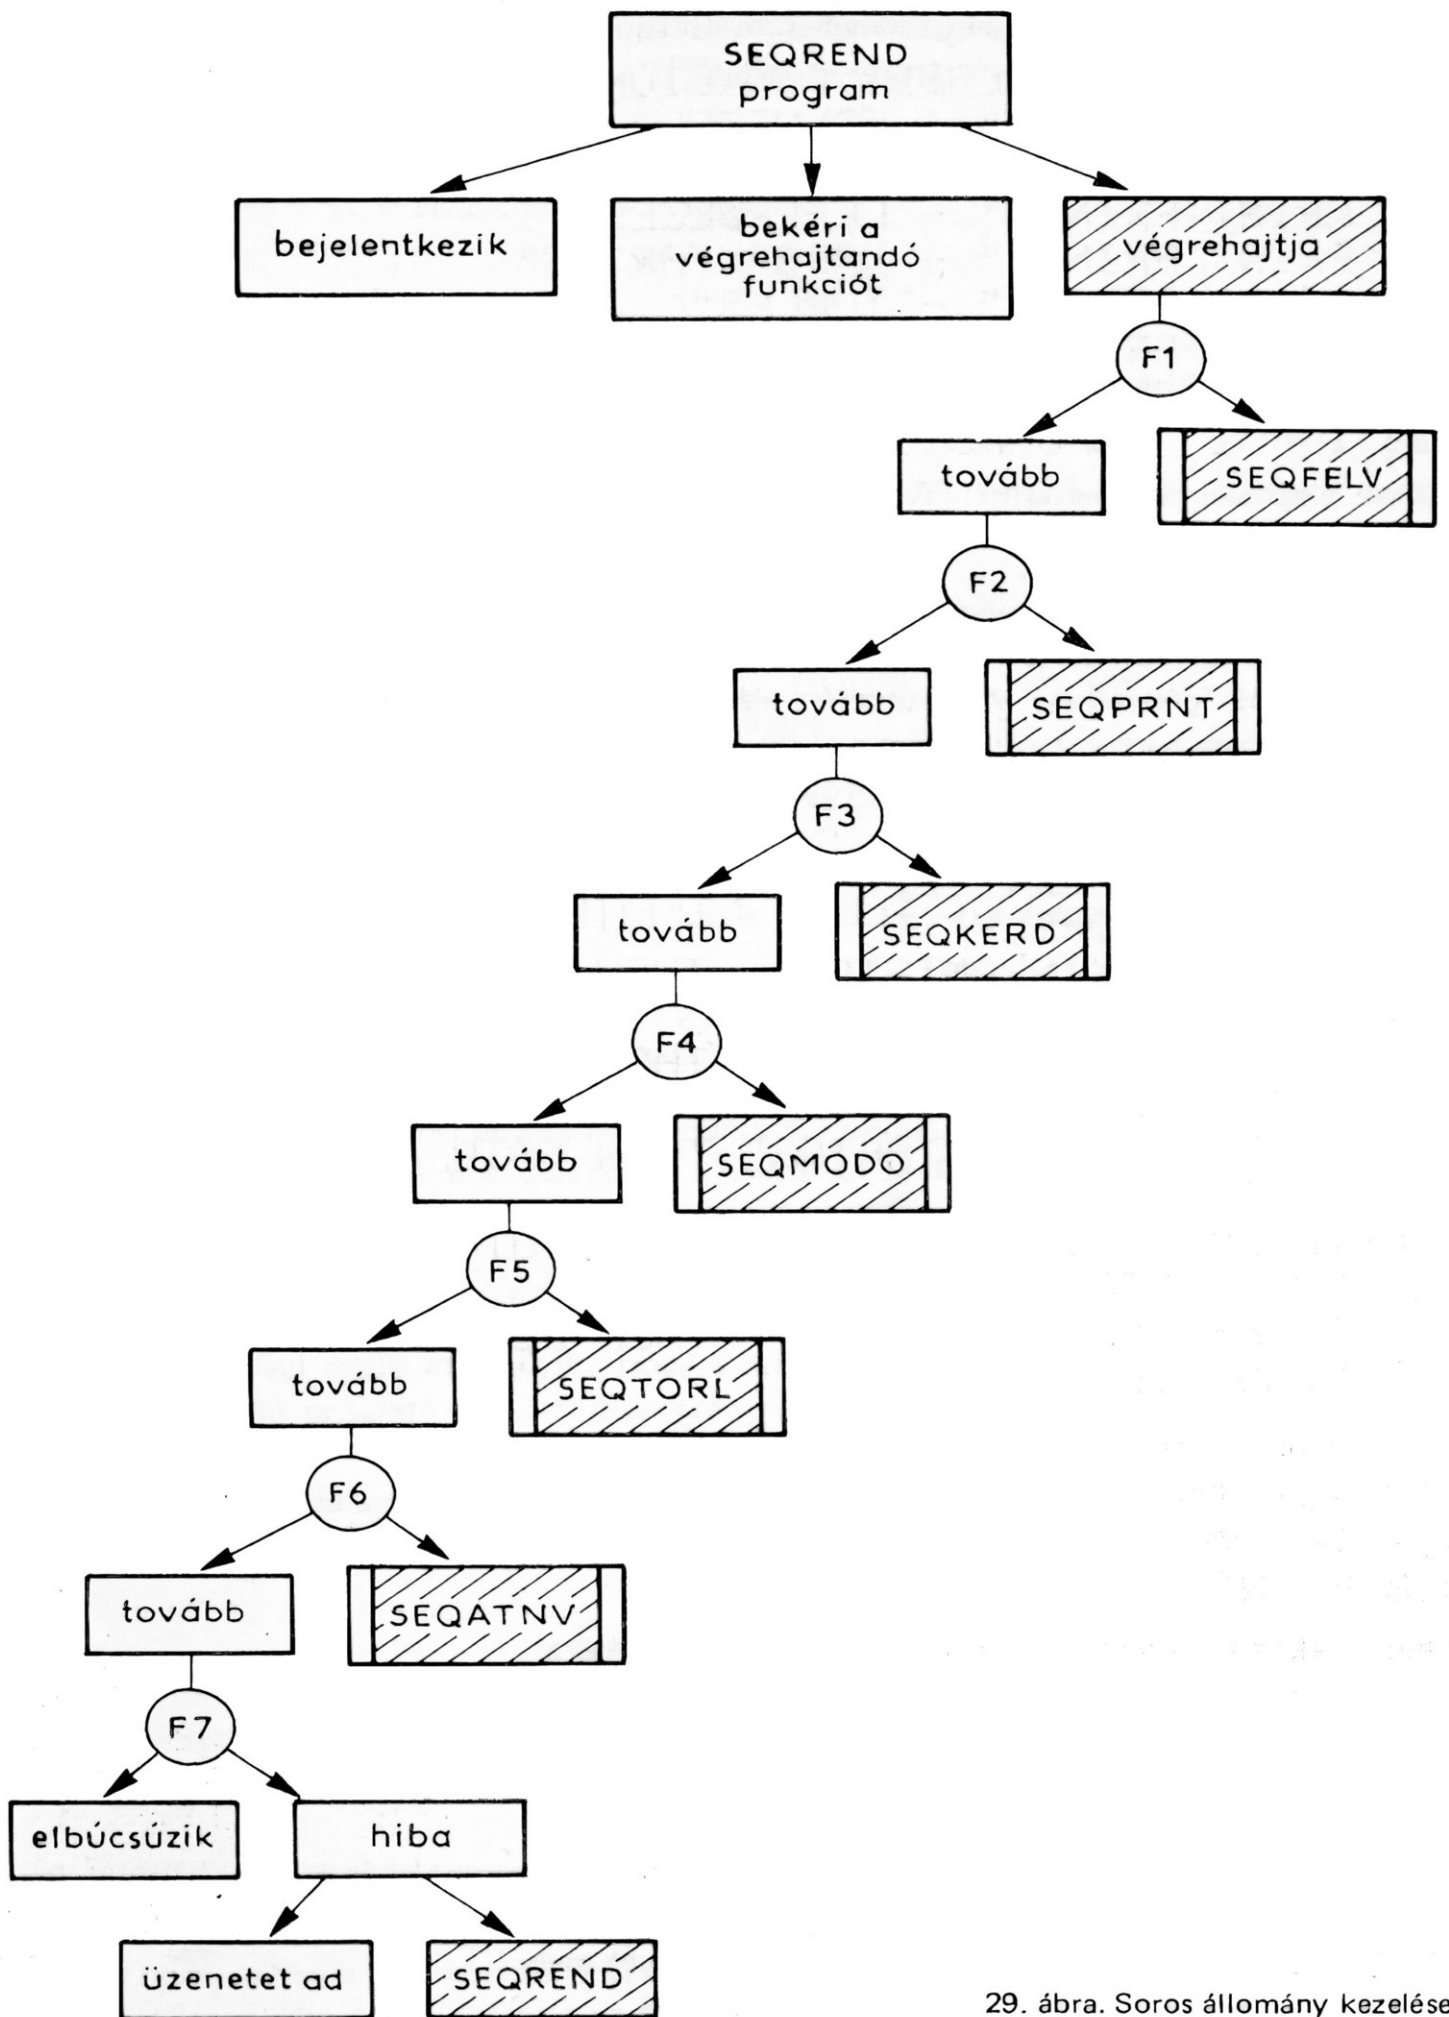 SEQREND
program
bejelentkezik
bekéri a
végrehajtandó
funkciót
végrehajtja
F1
tovább
SEQFELV
F2
tovább
SEQPRNT
F3
tovább
SEQKERD
F4
tovább
SEQMODO
F5
tovább
SEQTORL
F6
tovább
SEQATNV
F7
elbúcsúzik
hiba
üzenetet ad
SEQREND
29. ábra. Soros állomány kezelése